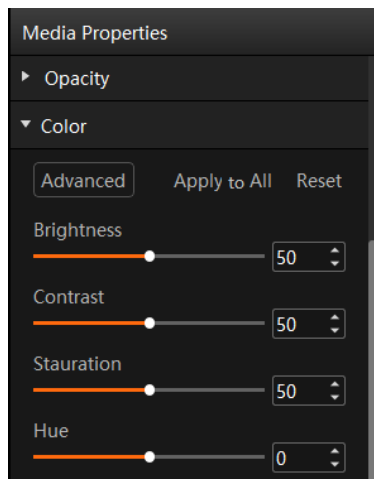 Media Properties
Opacity
Color
Advanced Apply to All Reset
Brightness
50
Contrast
50
Stauration
50
Hue
0